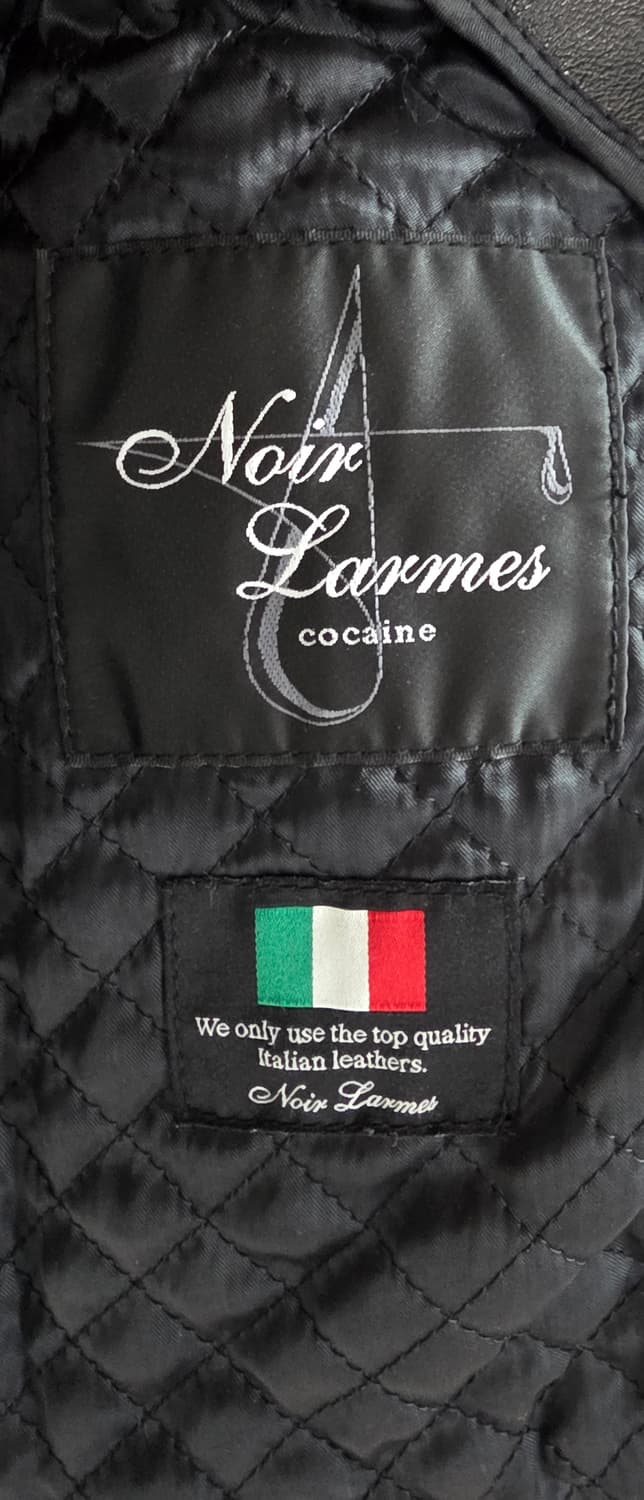 Noir
Larmes
cocaine
We only use the top quality
Italian leathers.
Noir Larmes